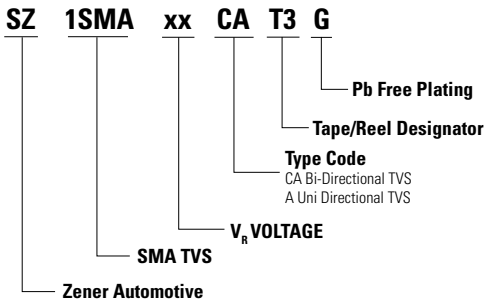 SZ 1SMA xx CA T3 G
Pb Free Plating
Tape/Reel Designator
Type Code
CA Bi-Directional TVS
A Uni Directional TVS
VR VOLTAGE
SMA TVS
Zener Automotive